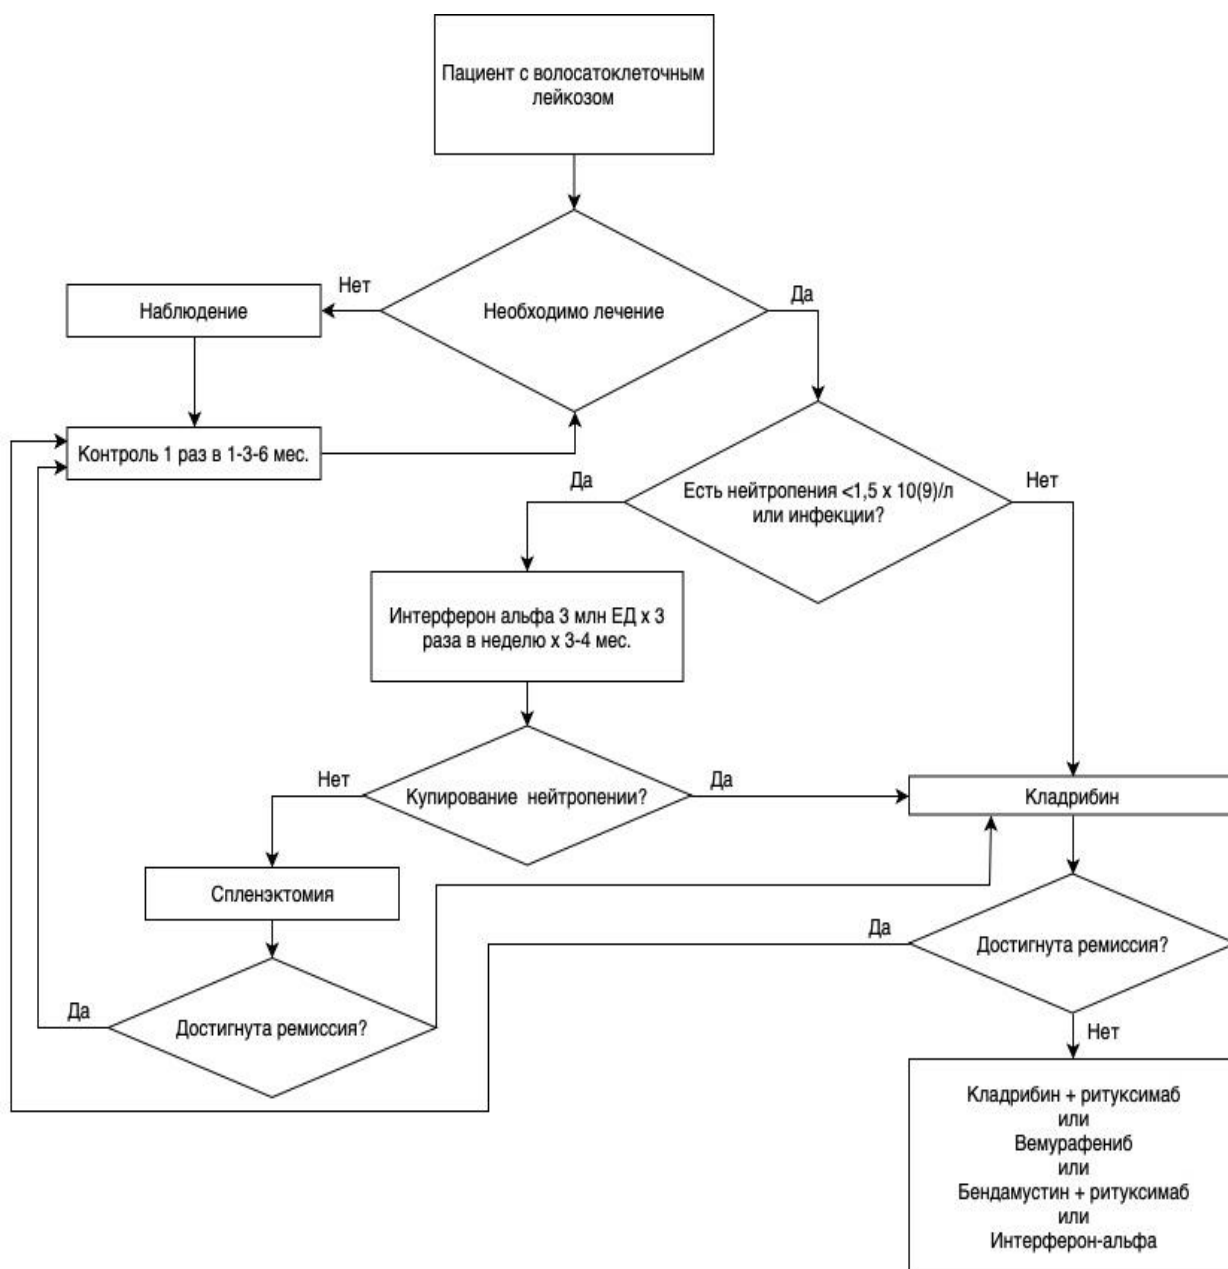 Пациент с волосатоклеточным
лейкозом
Нет
Наблюдение
Необходимо лечение
Да
Контроль 1 раз в 1-3-6 мес.
Да
Есть нейтропения <1,5 x 10(9)/л
или инфекции?
Нет
Интерферон альфа 3 млн ЕД x 3
раза в неделю x 3-4 мес.
Нет
Купирование нейтропении?
Да
Кладрибин
Спленэктомия
Да
Достигнута ремиссия?
Да
Достигнута ремиссия?
Нет
Кладрибин + ритуксимаб
или
Вемурафениб
или
Бендамустин + ритуксимаб
или
Интерферон-альфа